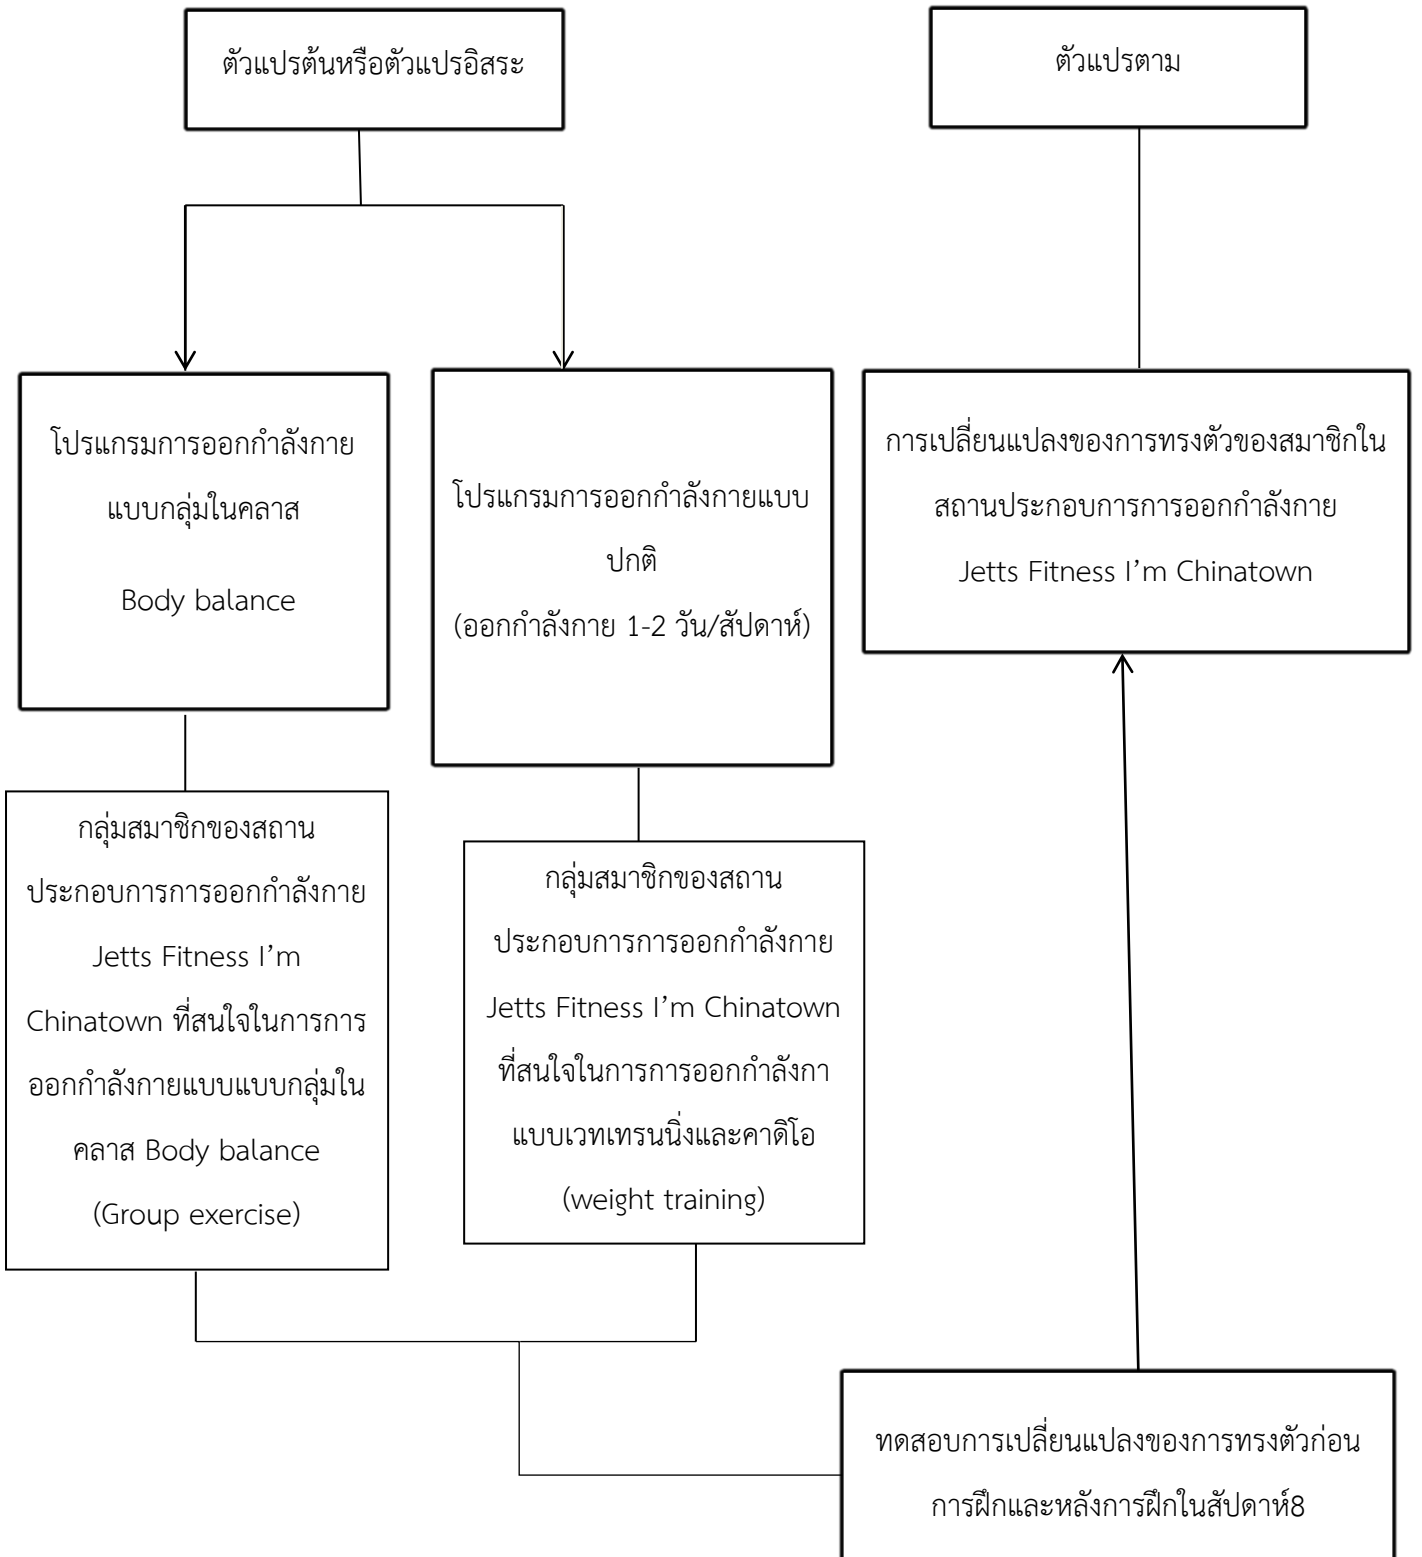 ตัวแปรต้นหรือตัวแปรอิสระ
ตัวแปรตาม
โปรแกรมการออกกำลังกาย
แบบกลุ่มในคลาส
Body balance
โปรแกรมการออกกำลังกายแบบ
ปกติ
(ออกกำลังกาย 1-2 วัน/สัปดาห์)
การเปลี่ยนแปลงของการทรงตัวของสมาชิกใน
สถานประกอบการการออกกำลังกาย
Jetts Fitness I’m Chinatown
กลุ่มสมาชิกของสถาน
ประกอบการการออกกำลังกาย
Jetts Fitness I’m
Chinatown ที่สนใจในการการ
ออกกำลังกายแบบแบบกลุ่มใน
คลาส Body balance
(Group exercise)
กลุ่มสมาชิกของสถาน
ประกอบการการออกกำลังกาย
Jetts Fitness I’m Chinatown
ที่สนใจในการการออกกำลังกา
แบบเวทเทรนนิ่งและคาดิโอ
(weight training)
ทดสอบการเปลี่ยนแปลงของการทรงตัวก่อน
การฝึกและหลังการฝึกในสัปดาห์8